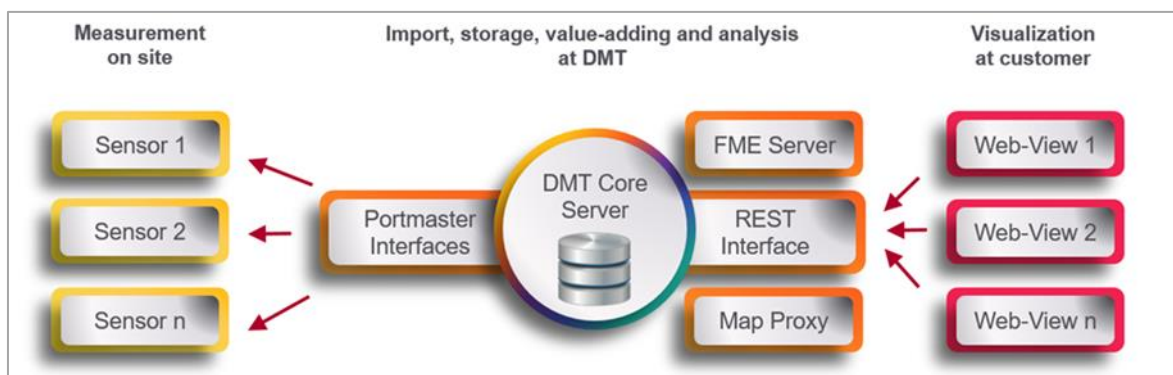 Measurement
on site
Import, storage, value-adding and analysis
at DMT
Visualization
at customer
Sensor 1
Sensor 2
Sensor n
Portmaster
Interfaces
DMT Core
Server
FME Server
REST
Interface
Map Proxy
Web-View 1
Web-View 2
Web-View n